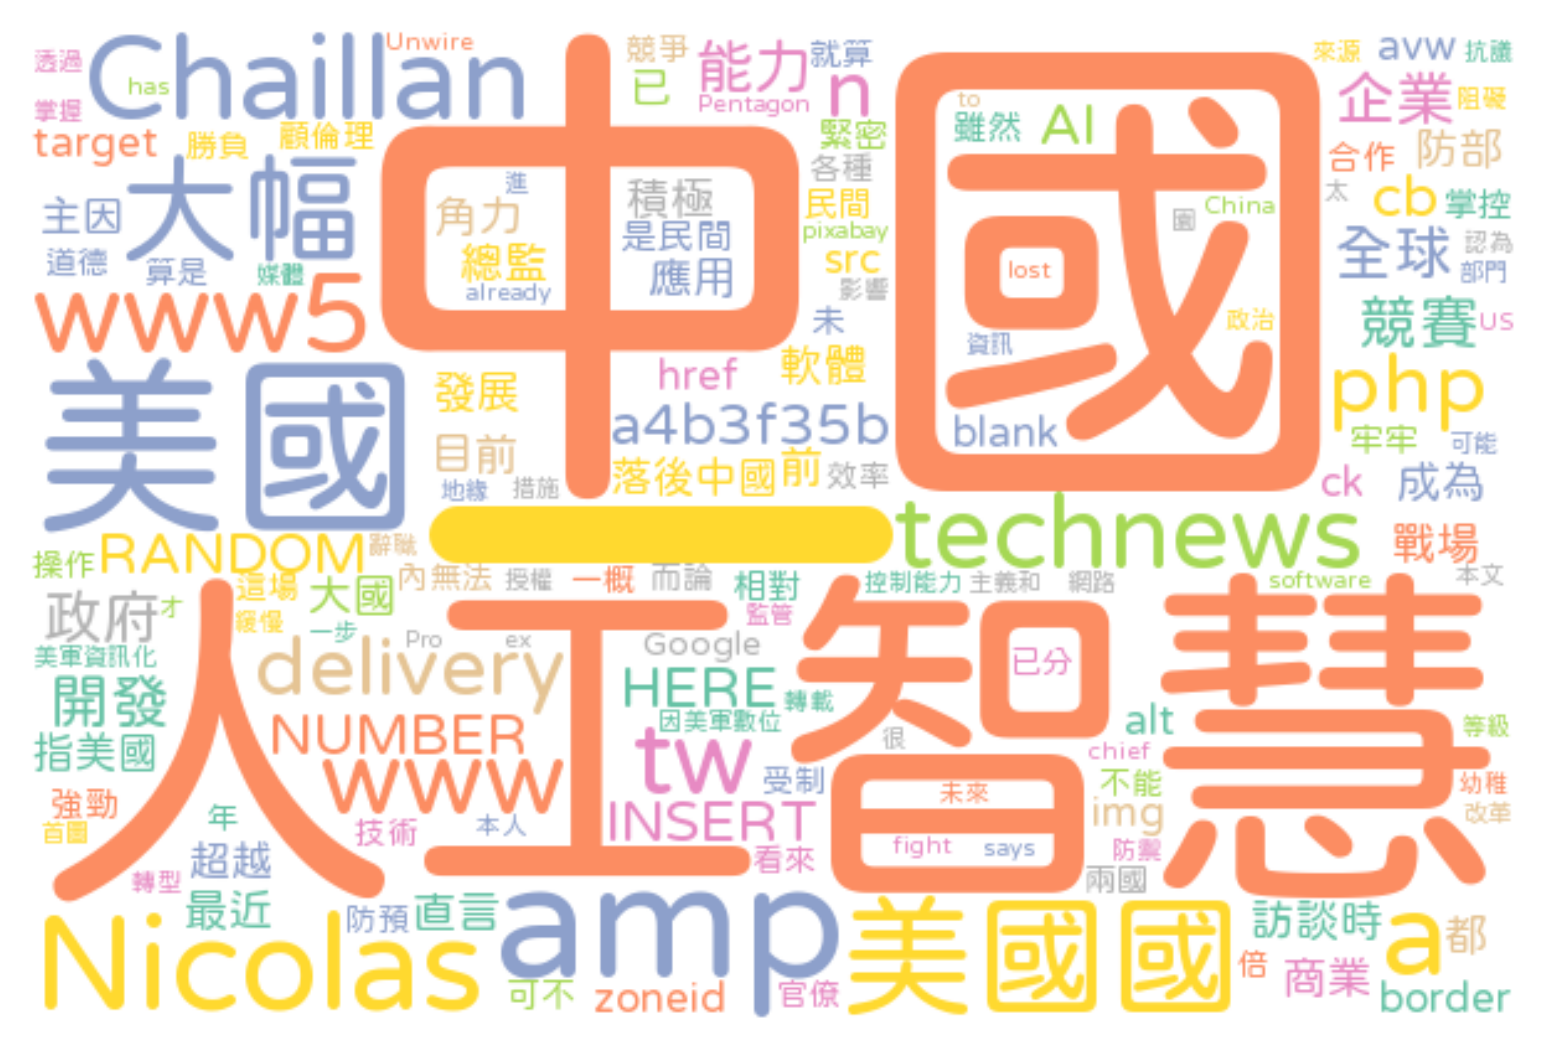 透過 Chaillan Unwire 競爭 能力 就算 來源 avw 抗議
has 已 n 企業 阻礙
掌握 Pentagon to 雖然 AI
target 勝負 顧倫理 緊密 合作 防部
中國
主因 大幅 進 角力 積極 各種 民間 太 cb 掌控
道德 算是 媒體 總監 是民間 pixabay 園 China 全球 認為
already 應用 src 影響 lost 部門
www5 未 資訊 政治 競賽 US
美國 發展 href 軟體 php
目前 a4b3f35b blank 牢牢 可能
地緣 措施 落後中國 前 效率 ck 成為
一 technews 戰場
操作 RANDOM 辭職 內 無法 授權 一概 而論 相對 控制能力 主義和 網路 software 本文
政府 才 這場 大國 監管
緩慢 一步
人工智慧
美軍資訊化 delivery Pro ex Google 已分
開發 HERE 轉載
指美國 NUMBER 因美軍數位 很 alt 等級
www tw 受制 chief 不能 幼稚
強勁 年 未來 img 改革
首圖 技術 本人 INSERT fight says 防禦
轉型 超越 看來 兩國
最近 防預 直言 amp 美國 國 訪談時 a 都
Nicolas 可不 zoneid 官僚 倍 商業 border